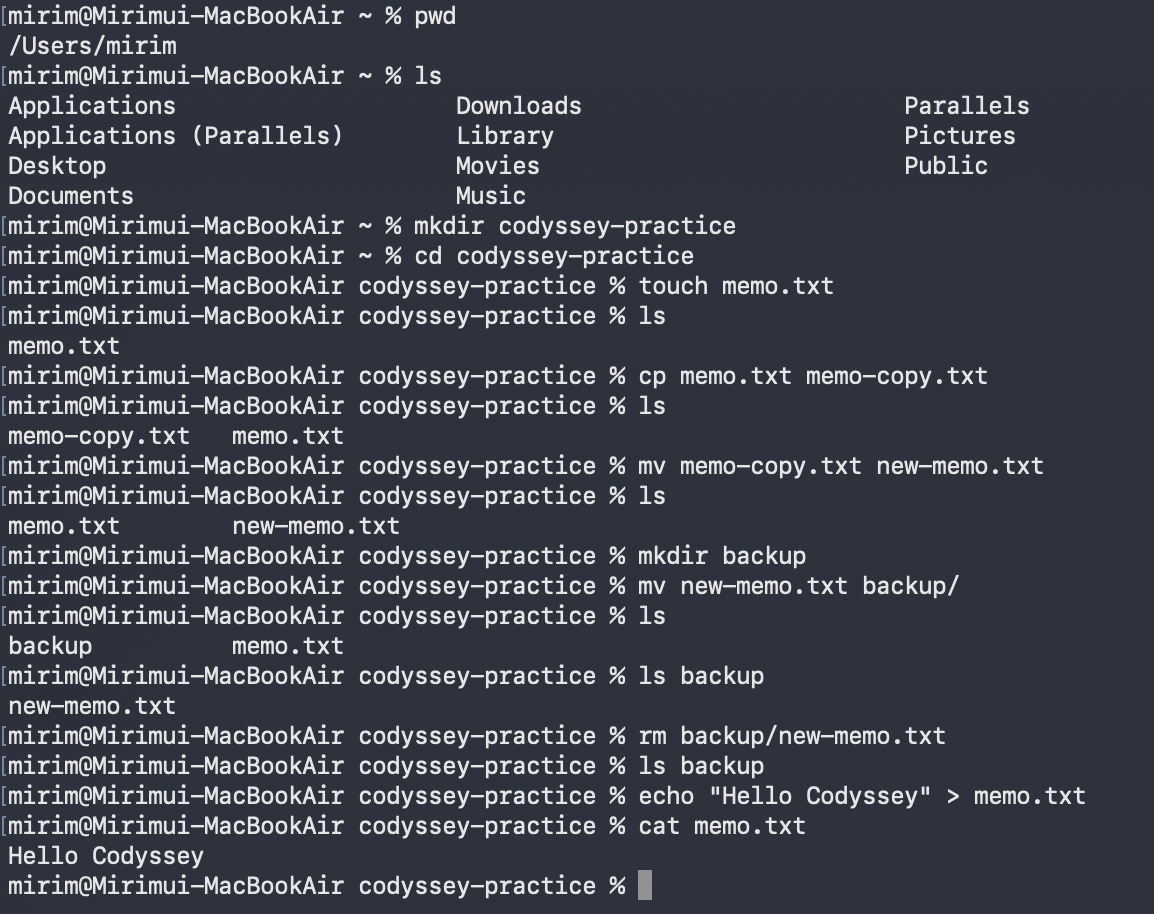 [mirim@Mirimui-MacBookAir ~ % pwd
/Users/mirim
[mirim@Mirimui-MacBookAir ~ % ls
Applications Downloads Parallels
Applications (Parallels) Library Pictures
Desktop Movies Public
Documents Music
[mirim@Mirimui-MacBookAir ~ % mkdir codyssey-practice
[mirim@Mirimui-MacBookAir ~ % cd codyssey-practice
[mirim@Mirimui-MacBookAir codyssey-practice % touch memo.txt
[mirim@Mirimui-MacBookAir codyssey-practice % ls
memo.txt
[mirim@Mirimui-MacBookAir codyssey-practice % cp memo.txt memo-copy.txt
[mirim@Mirimui-MacBookAir codyssey-practice % ls
memo-copy.txt memo.txt
[mirim@Mirimui-MacBookAir codyssey-practice % mv memo-copy.txt new-memo.txt
[mirim@Mirimui-MacBookAir codyssey-practice % ls
memo.txt new-memo.txt
[mirim@Mirimui-MacBookAir codyssey-practice % mkdir backup
[mirim@Mirimui-MacBookAir codyssey-practice % mv new-memo.txt backup/
[mirim@Mirimui-MacBookAir codyssey-practice % ls
backup memo.txt
[mirim@Mirimui-MacBookAir codyssey-practice % ls backup
new-memo.txt
[mirim@Mirimui-MacBookAir codyssey-practice % rm backup/new-memo.txt
[mirim@Mirimui-MacBookAir codyssey-practice % ls backup
[mirim@Mirimui-MacBookAir codyssey-practice % echo "Hello Codyssey" > memo.txt
[mirim@Mirimui-MacBookAir codyssey-practice % cat memo.txt
Hello Codyssey
mirim@Mirimui-MacBookAir codyssey-practice %